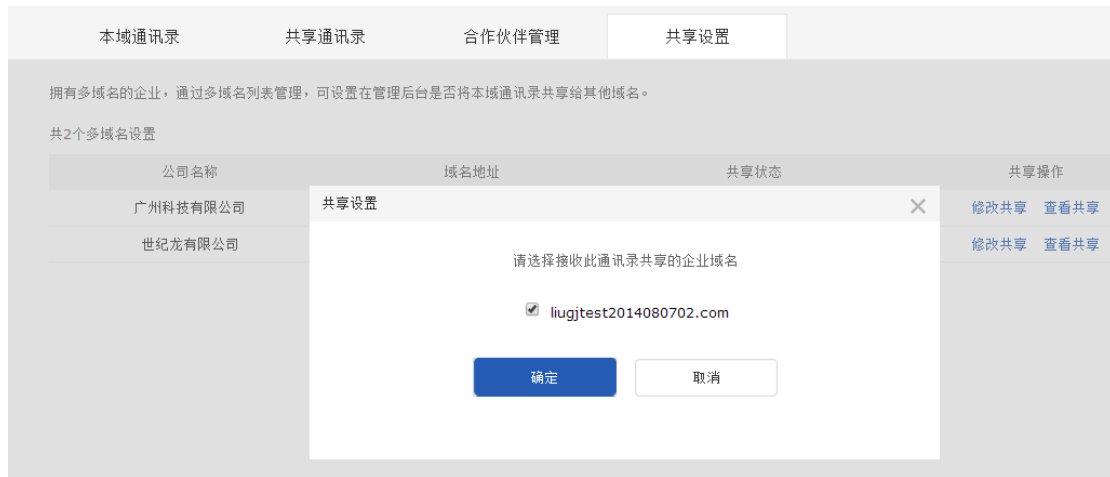 本域通讯录 共享通讯录 合作伙伴管理 共享设置
拥有多域名的企业，通过多域名列表管理，可设置在管理后台是否将本域通讯录共享给其他域名。
共2个多域名设置
公司名称 域名地址 共享状态 共享操作
广州科技有限公司 修改共享 查看共享
世纪龙有限公司 修改共享 查看共享
共享设置
请选择接收此通讯录共享的企业域名
liugjtest2014080702.com
确定 取消